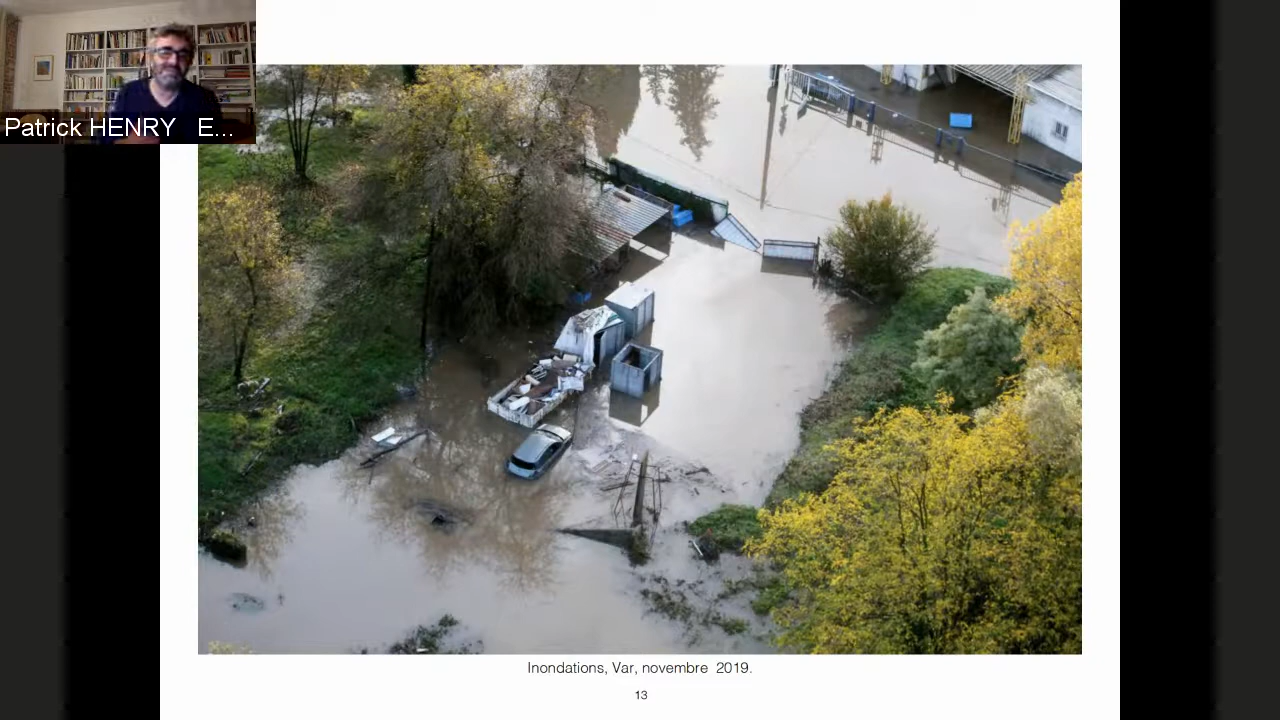 Patrick HENRY E...
Inondations, Var, novembre 2019.
13